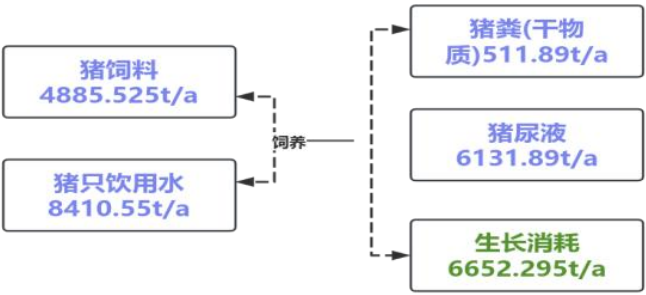 猪饲料
4885.525t/a
猪只饮用水
8410.55t/a
饲养
猪粪(干物
质)511.89t/a
猪尿液
6131.89t/a
生长消耗
6652.295t/a